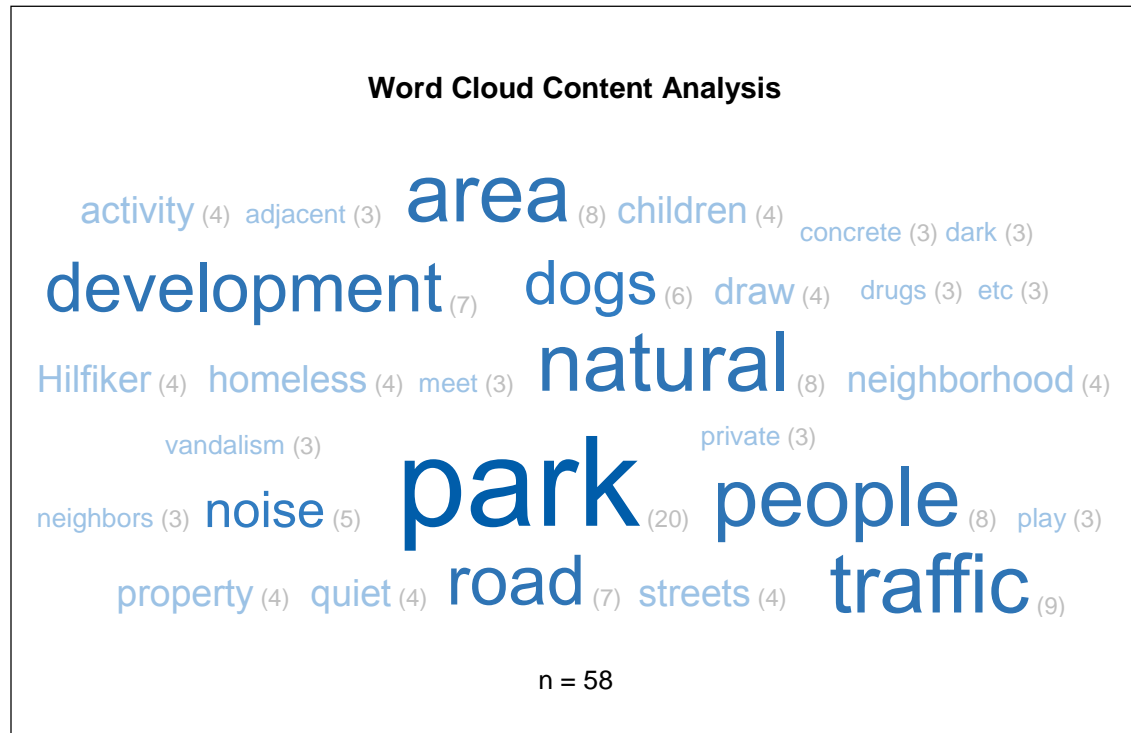 Word Cloud Content Analysis
activity (4) adjacent (3) area (8) children (4)
concrete (3) dark (3)
development (7) dogs (6) draw (4) drugs (3) etc (3)
Hilfiker (4) homeless (4) meet (3) natural (8) neighborhood (4)
vandalism (3) private (3)
neighbors (3) noise (5) park (20) people (8) play (3)
property (4) quiet (4) road (7) streets (4) traffic (9)
n = 58